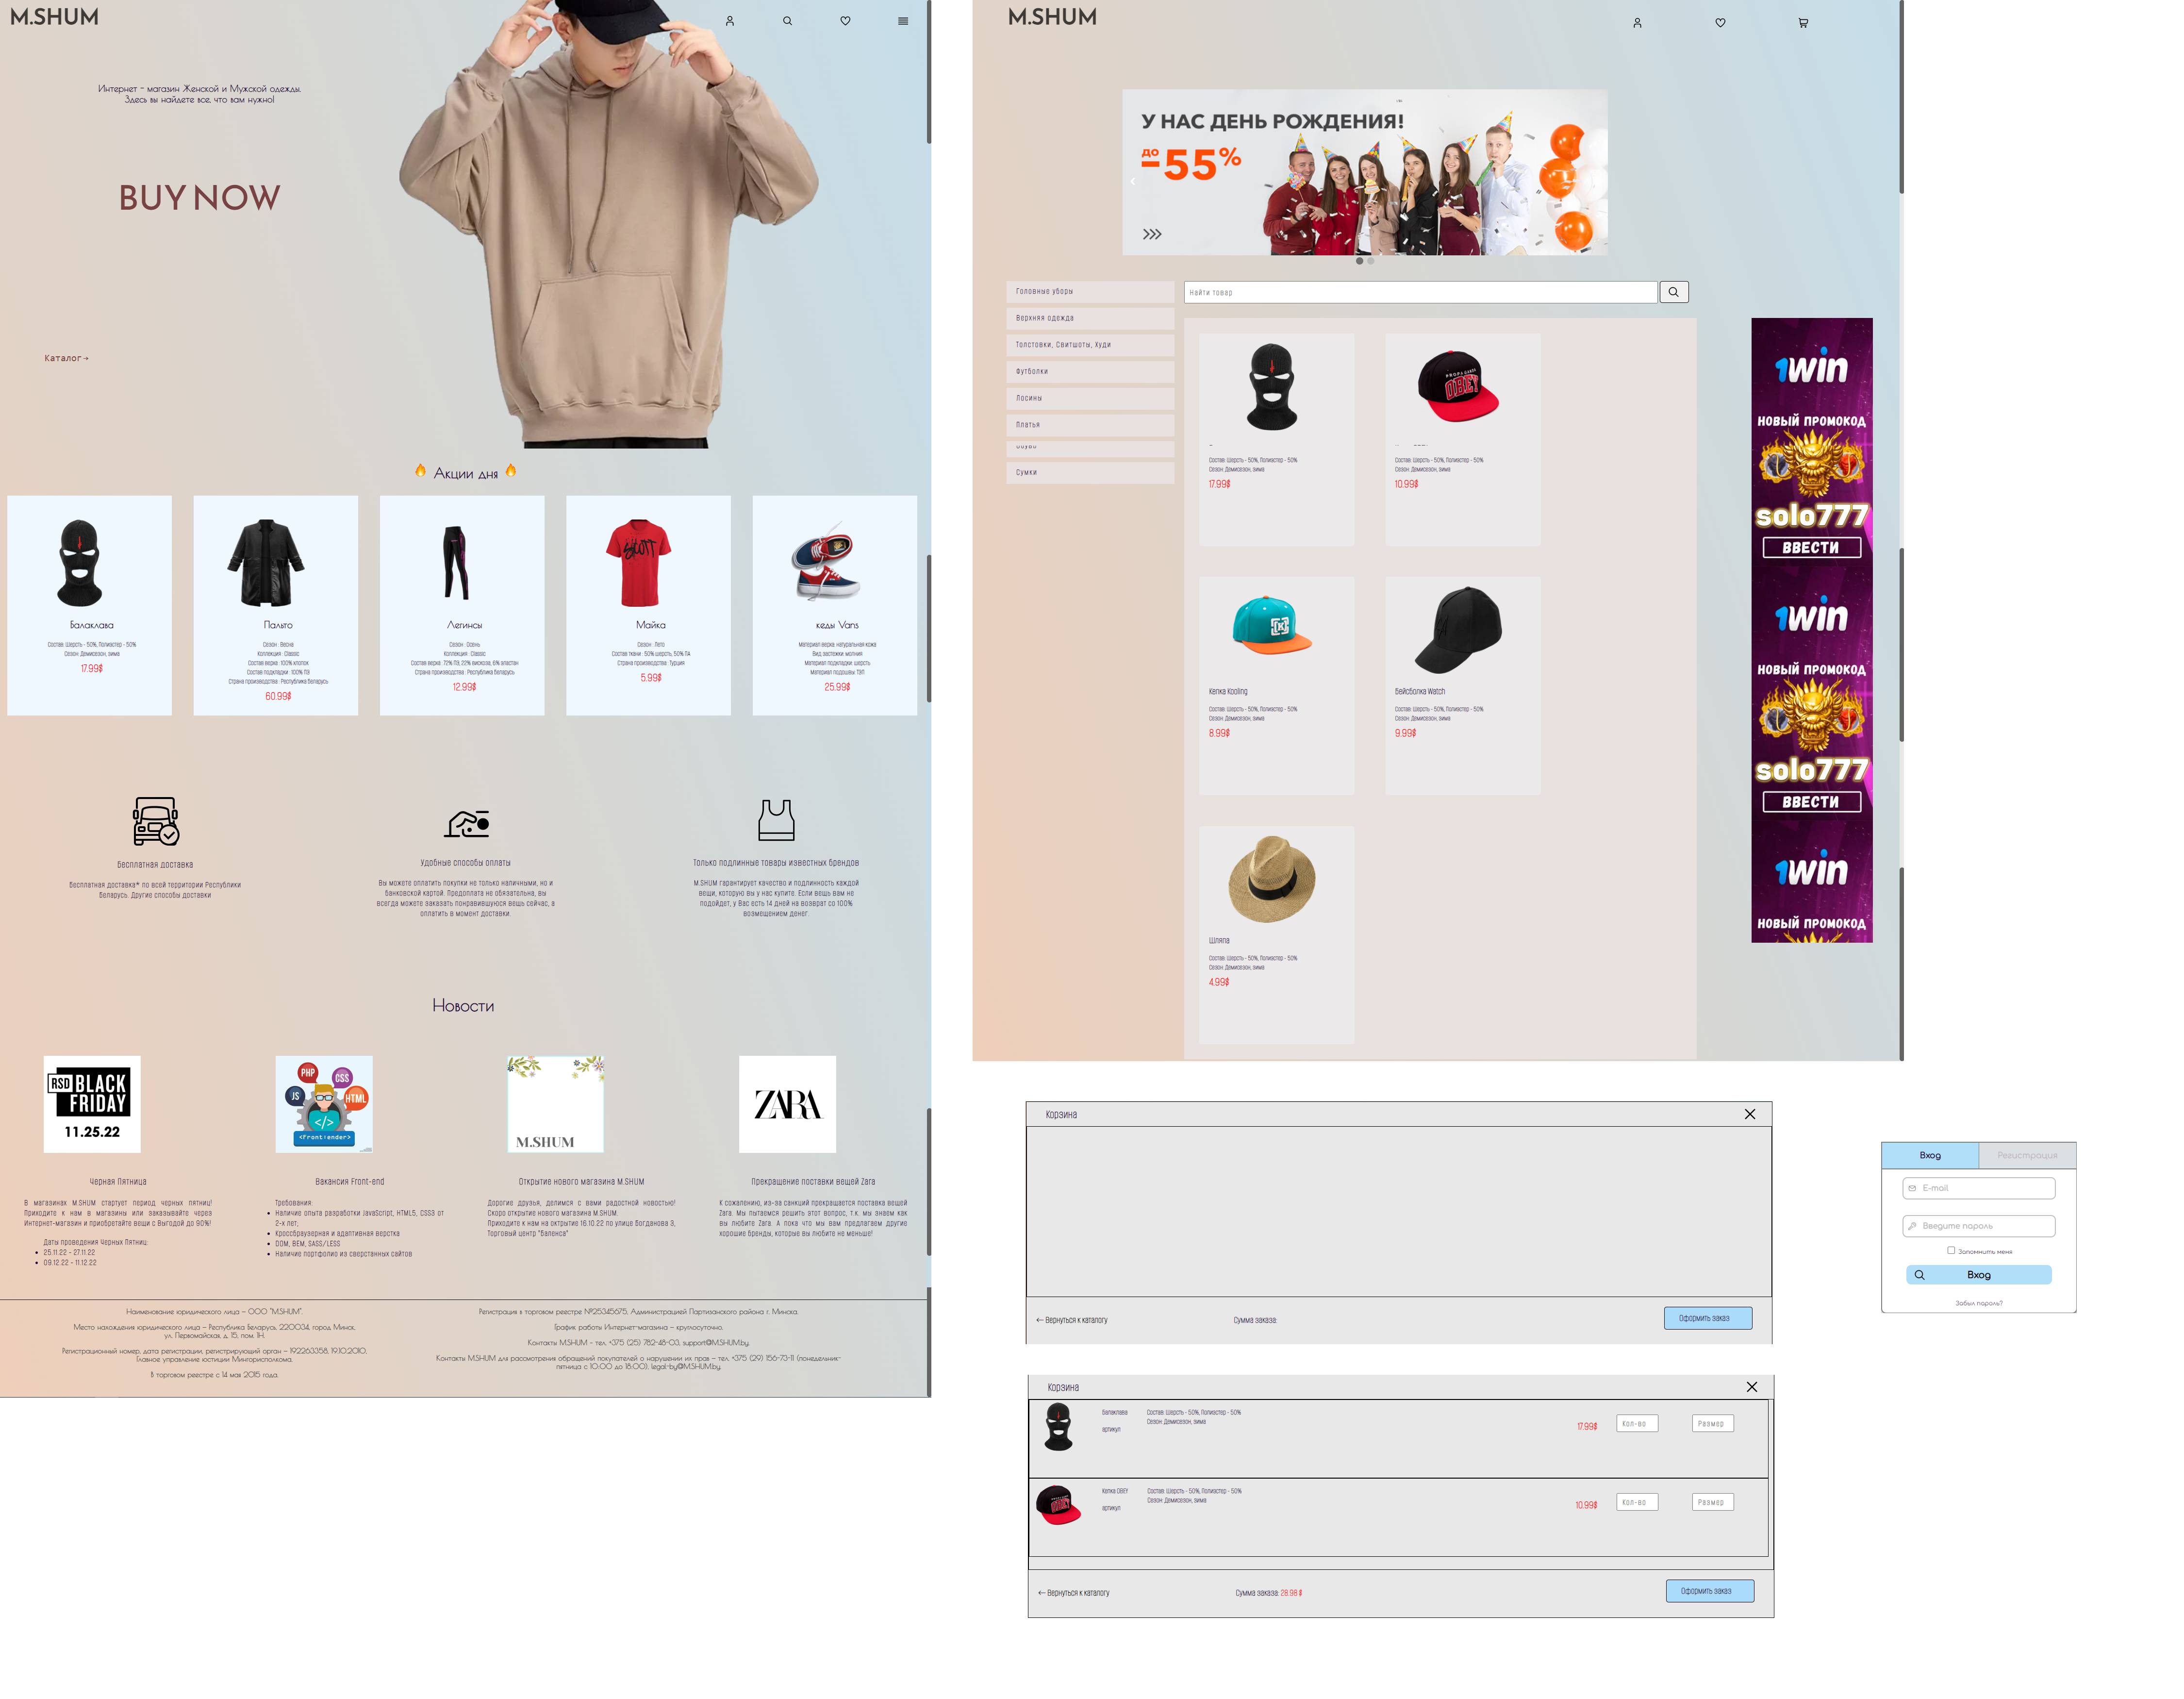 M.SHUM
Интернет - магазин Женской и Мужской одежды.
Здесь вы найдете все, что вам нужно!
BUY NOW
Каталог→
🔥 Акции дня 🔥
Балаклава
Состав: Шерсть - 50%, Полиэстер - 50%
Сезон: Демисезон, зима
17.99$
Пальто
Сезон : Весна
Коллекция : Classic
Состав верха : 100% хлопок
Состав подкладки : 100% ПЭ
Страна производства : Республика Беларусь
60.99$
Легинсы
Сезон : Осень
Коллекция : Classic
Состав верха : 72% ПЭ, 22% вискоза, 6% эластан
Страна производства : Республика Беларусь
12.99$
Майка
Сезон : Лето
Состав ткани : 50% шерсть, 50% ПА
Страна производства : Турция
5.99$
кеды Vans
Материал верха: натуральная кожа
Вид застежки: молния
Материал подкладки: шерсть
Материал подошвы: ТЭП
25.99$
Бесплатная доставка
Бесплатная доставка* по всей территории Республики
Беларусь. Другие способы доставки
Удобные способы оплаты
Вы можете оплатить покупки не только наличными, но и
банковской картой. Предоплата не обязательна, вы
всегда можете заказать понравившуюся вещь сейчас, а
оплатить в момент доставки.
Только подлинные товары известных брендов
M.SHUM гарантирует качество и подлинность каждой
вещи, которую вы у нас купите. Если вещь вам не
подойдет, у Вас есть 14 дней на возврат со 100%
возмещением денег.
Новости
RSD BLACK
FRIDAY
11.25.22
Черная Пятница
В магазинах M.SHUM стартует период черных пятниц!
Приходите к нам в магазины или заказывайте через
Интернет-магазин и приобретайте вещи с Выгодой до 90%!
Даты проведения Черных Пятниц:
• 25.11.22 - 27.11.22
• 09.12.22 - 11.12.22
PHP
CSS
JS
HTML
</>
<front:ender>
Вакансия Front-end
Требования:
• Наличие опыта разработки JavaScript, HTML5, CSS3 от
2-х лет;
• Кроссбраузерная и адаптивная верстка
• DOM, BEM, SASS/LESS
• Наличие портфолио из сверстанных сайтов
M.SHUM
Открытие нового магазина M.SHUM
Дорогие друзья, делимся с вами радостной новостью!
Скоро открытие нового магазина M.SHUM.
Приходите к нам на октрытие 16.10.22 по улице Богданова 3,
Торговый центр "Баленса"
ZARA
Прекращение поставки вещей Zara
К сожалению, из-за санкций прекращается поставка вещей
Zara. Мы пытаемся решить этот вопрос, т.к. мы знаем как
вы любите Zara. А пока что мы вам предлагаем другие
хорошие бренды, которые вы любите не меньше!
Наименование юридического лица — ООО "M.SHUM".
Место нахождения юридического лица — Республика Беларусь. 220034, город Минск,
ул. Первомайская, д. 15, пом. 1Н.
Регистрационный номер, дата регистрации, регистрирующий орган — 192263358, 19.10.2010,
Главное управление юстиции Мингорисполкома.
В торговом реестре с 14 мая 2015 года.
Регистрация в торговом реестре №25345675. Администрацией Партизанского района г. Минска.
График работы Интернет-магазина — круглосуточно.
Контакты M.SHUM - тел. +375 (25) 782-48-03, support@M.SHUM.by.
Контакты M.SHUM для рассмотрения обращений покупателей о нарушении их прав — тел. +375 (29) 156-73-11 (понедельник-
пятница с 10:00 до 18:00), legal-by@M.SHUM.by.
M.SHUM
У НАС ДЕНЬ РОЖДЕНИЯ!
до
-55%
Головные уборы
Верхняя одежда
Толстовки, Свитшоты, Худи
Футболки
Лосины
Платья
Сумки
Найти товар
PROPAGANDA
OBEY
Состав: Шерсть - 50%, Полиэстер - 50%
Сезон: Демисезон, зима
17.99$
Состав: Шерсть - 50%, Полиэстер - 50%
Сезон: Демисезон, зима
10.99$
Кепка Kooling
Состав: Шерсть - 50%, Полиэстер - 50%
Сезон: Демисезон, зима
8.99$
Бейсболка Watch
Состав: Шерсть - 50%, Полиэстер - 50%
Сезон: Демисезон, зима
9.99$
Шляпа
Состав: Шерсть - 50%, Полиэстер - 50%
Сезон: Демисезон, зима
4.99$
1win
НОВЫЙ ПРОМОКОД
solo777
ВВЕСТИ
1win
НОВЫЙ ПРОМОКОД
solo777
ВВЕСТИ
1win
НОВЫЙ ПРОМОКОД
Корзина
← Вернуться к каталогу
Сумма заказа:
Оформить заказ
Вход
Регистрация
E-mail
Введите пароль
Запомнить меня
Вход
Забыл пароль?
Корзина
Балаклава
артикул
Состав: Шерсть - 50%, Полиэстер - 50%
Сезон: Демисезон, зима
17.99$
Кол-во
Размер
Кепка OBEY
артикул
Состав: Шерсть - 50%, Полиэстер - 50%
Сезон: Демисезон, зима
10.99$
Кол-во
Размер
← Вернуться к каталогу
Сумма заказа: 28.98 $
Оформить заказ